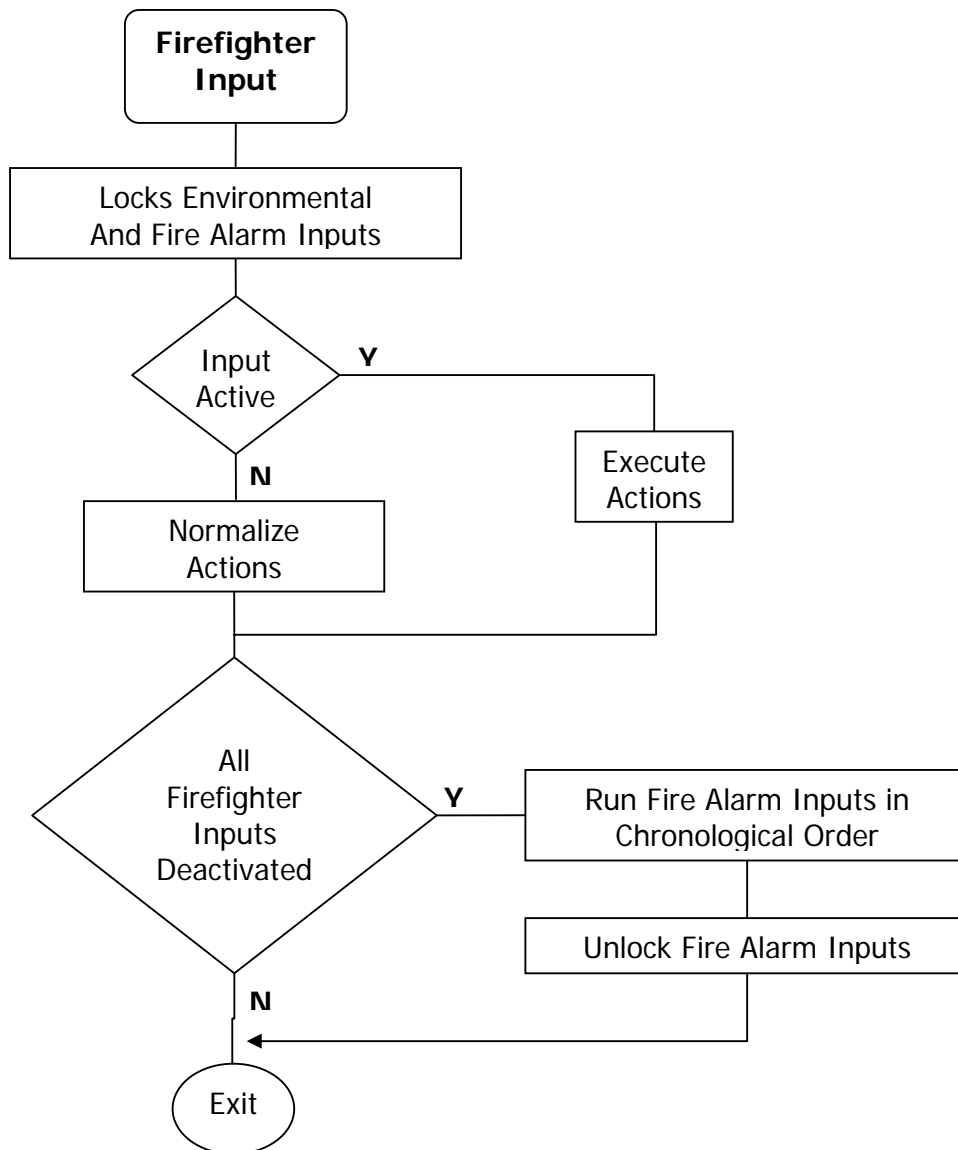 Firefighter
Input
Locks Environmental
And Fire Alarm Inputs
Input
Active
Y
N
Execute
Actions
Normalize
Actions
All
Firefighter
Inputs
Deactivated
Y
Run Fire Alarm Inputs in
Chronological Order
Unlock Fire Alarm Inputs
N
Exit